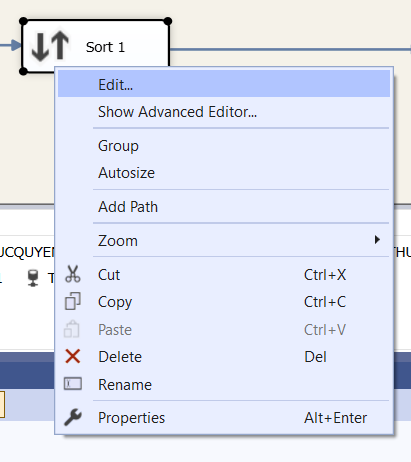 Sort 1
Edit...
Show Advanced Editor...
Group
Autosize
Add Path
Zoom
Cut Ctrl+X
Copy Ctrl+C
Paste Ctrl+V
Delete Del
Rename
Properties Alt+Enter